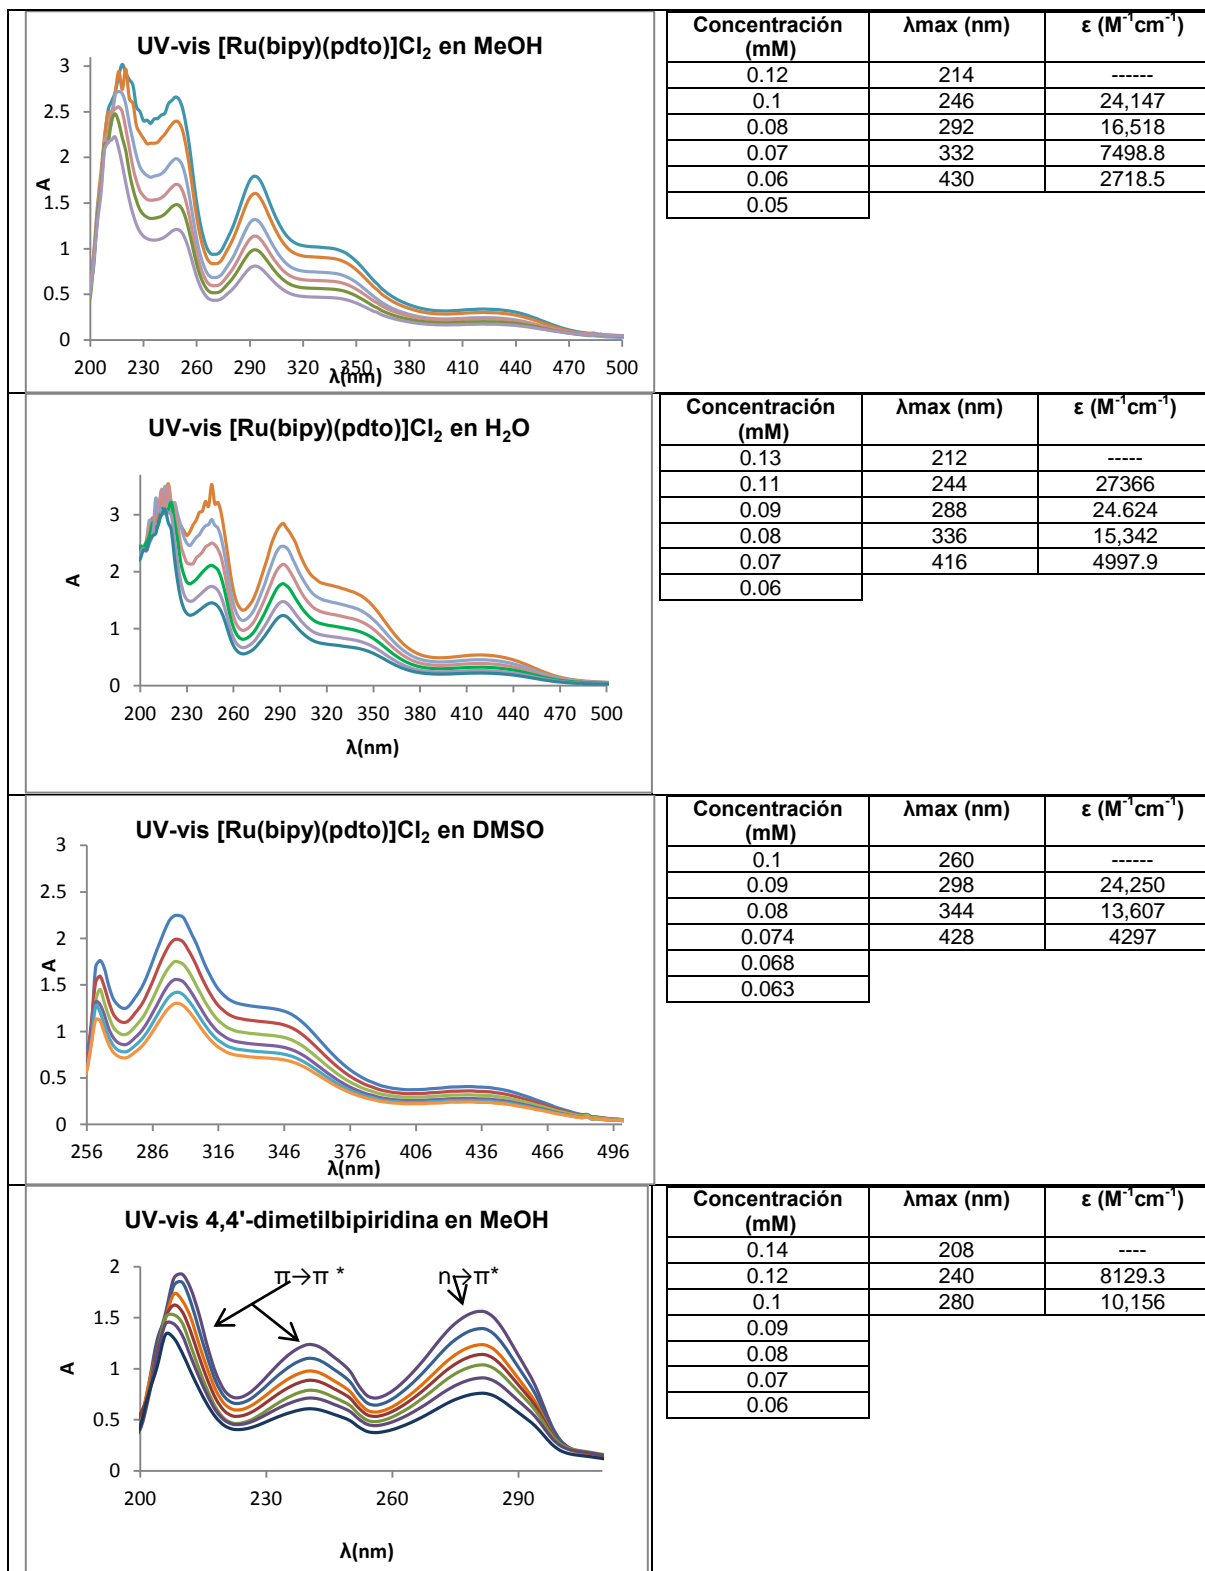 UV-vis [Ru(bipy)(pdto)]Cl₂ en MeOH
A
3
2.5
2
1.5
1
0.5
0
200 230 260 290 320 350 380 410 440 470 500
λ(nm)
Concentración (mM) λmax (nm) ε (M⁻¹cm⁻¹)
0.12 214 ------
0.1 246 24,147
0.08 292 16,518
0.07 332 7498.8
0.06 430 2718.5
0.05
UV-vis [Ru(bipy)(pdto)]Cl₂ en H₂O
A
3
2
1
0
200 230 260 290 320 350 380 410 440 470 500
λ(nm)
Concentración (mM) λmax (nm) ε (M⁻¹cm⁻¹)
0.13 212 -----
0.11 244 27366
0.09 288 24.624
0.08 336 15,342
0.07 416 4997.9
0.06
UV-vis [Ru(bipy)(pdto)]Cl₂ en DMSO
A
3
2.5
2
1.5
1
0.5
0
256 286 316 346 376 406 436 466 496
λ(nm)
Concentración (mM) λmax (nm) ε (M⁻¹cm⁻¹)
0.1 260 ------
0.09 298 24,250
0.08 344 13,607
0.074 428 4297
0.068
0.063
UV-vis 4,4'-dimetilbipiridina en MeOH
π→π * n→π*
A
2
1.5
1
0.5
0
200 230 260 290
λ(nm)
Concentración (mM) λmax (nm) ε (M⁻¹cm⁻¹)
0.14 208 ----
0.12 240 8129.3
0.1 280 10,156
0.09
0.08
0.07
0.06